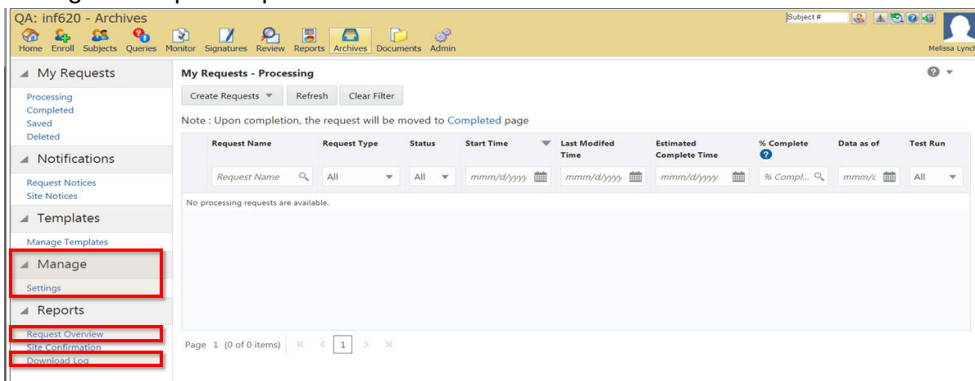 QA: inf620 - Archives
Subject #
Home Enroll Subjects Queries Monitor Signatures Review Reports Archives Documents Admin
Melissa Lynch
My Requests
Processing
Completed
Saved
Deleted
Notifications
Request Notices
Site Notices
Templates
Manage Templates
Manage
Settings
Reports
Request Overview
Site Confirmation
Download Log
My Requests - Processing
Create Requests Refresh Clear Filter
Note : Upon completion, the request will be moved to Completed page
Request Name Request Type Status Start Time Last Modifed Time Estimated Complete Time % Complete Data as of Test Run
Request Name All All mmm/d/yyyy mmm/d/yyyy mmm/d/yyyy % Compl... mmm/c All
No processing requests are available.
Page 1 (0 of 0 items) 1